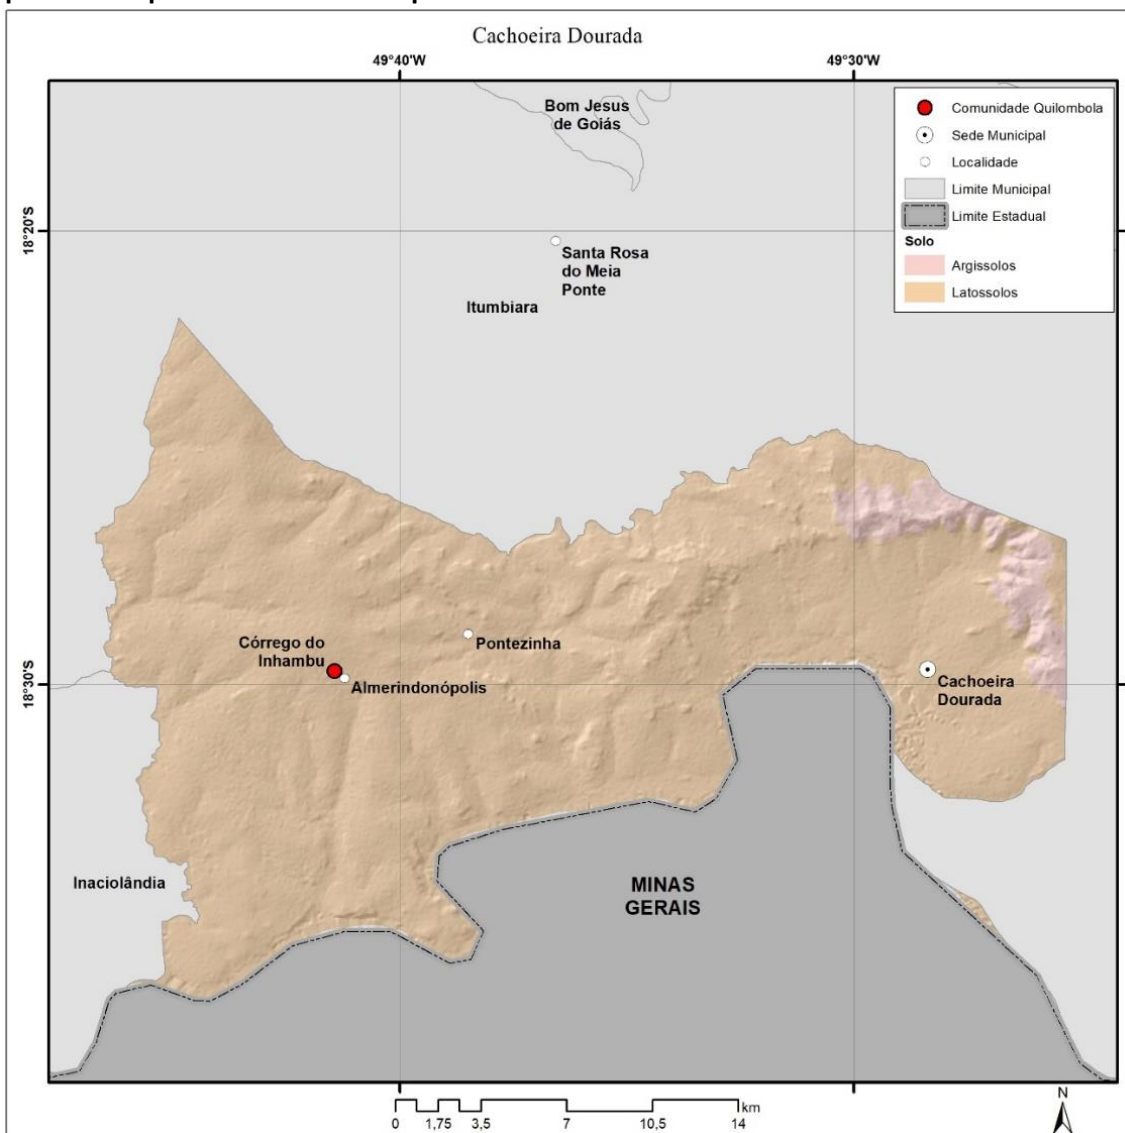 Cachoeira Dourada
49°40'W
49°30'W
Bom Jesus
de Goiás
Comunidade Quilombola
Sede Municipal
Localidade
Limite Municipal
Limite Estadual
Solo
Argissolos
Latossolos
18°20'S
Santa Rosa
do Meia
Ponte
Itumbiara
Córrego do
Inhambu
Pontezinha
Almerindonópolis
18°30'S
Cachoeira
Dourada
Inaciolândia
MINAS
GERAIS
km
0 1,75 3,5 7 10,5 14
N